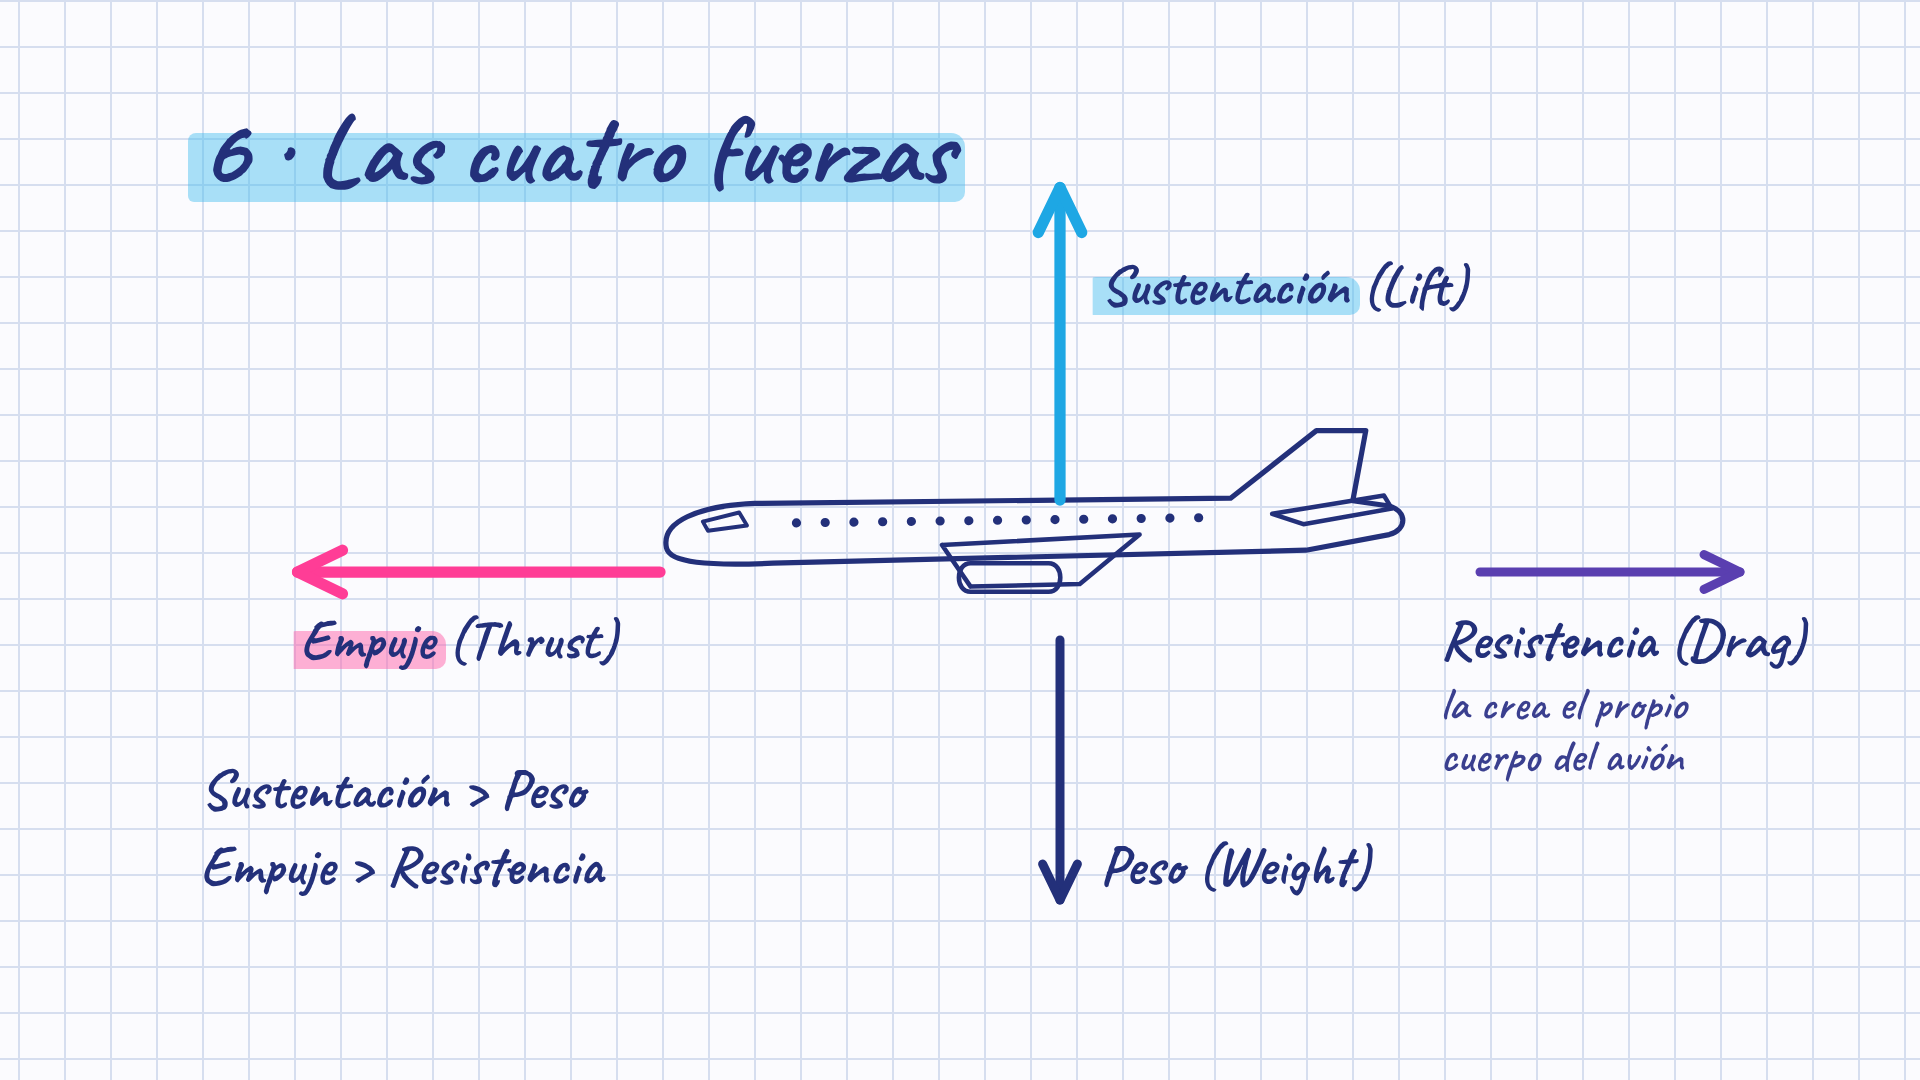 6 · Las cuatro fuerzas
Sustentación (Lift)
Empuje (Thrust)
Resistencia (Drag)
la crea el propio
cuerpo del avión
Sustentación > Peso
Empuje > Resistencia
Peso (Weight)